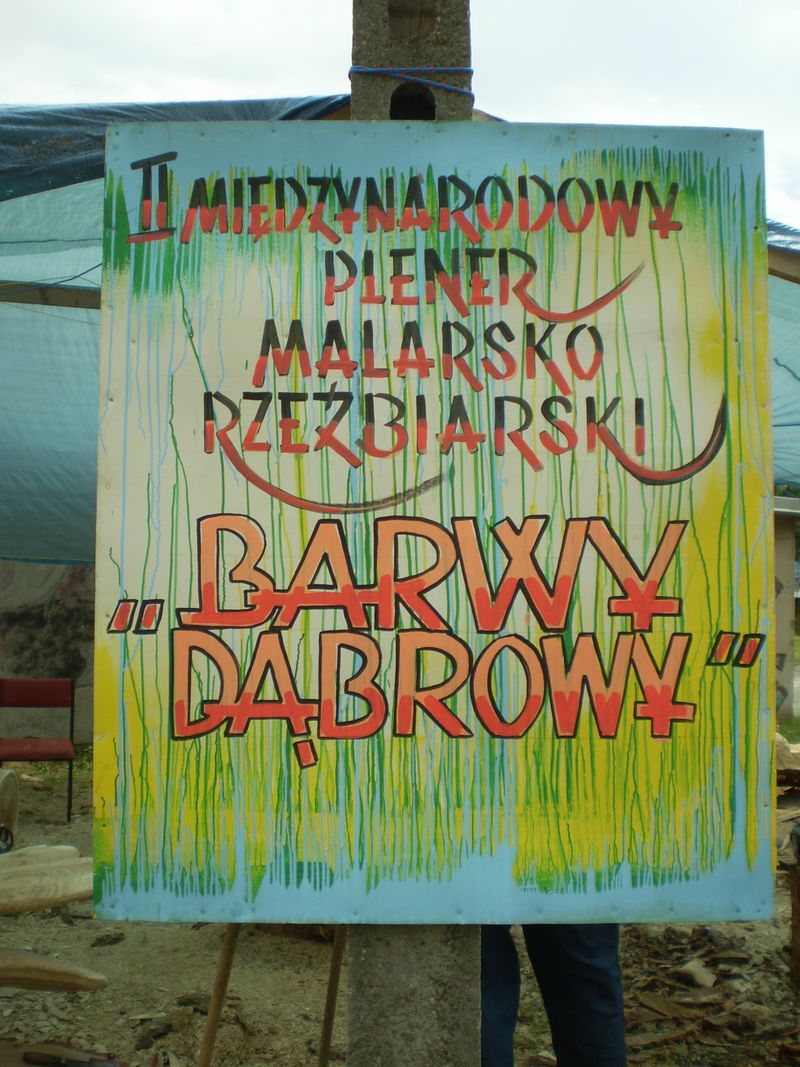 II MIĘDZYNARODOWY
PLENER
MALARSKO
RZEŹBIARSKI
„BARWY
DĄBROWY”